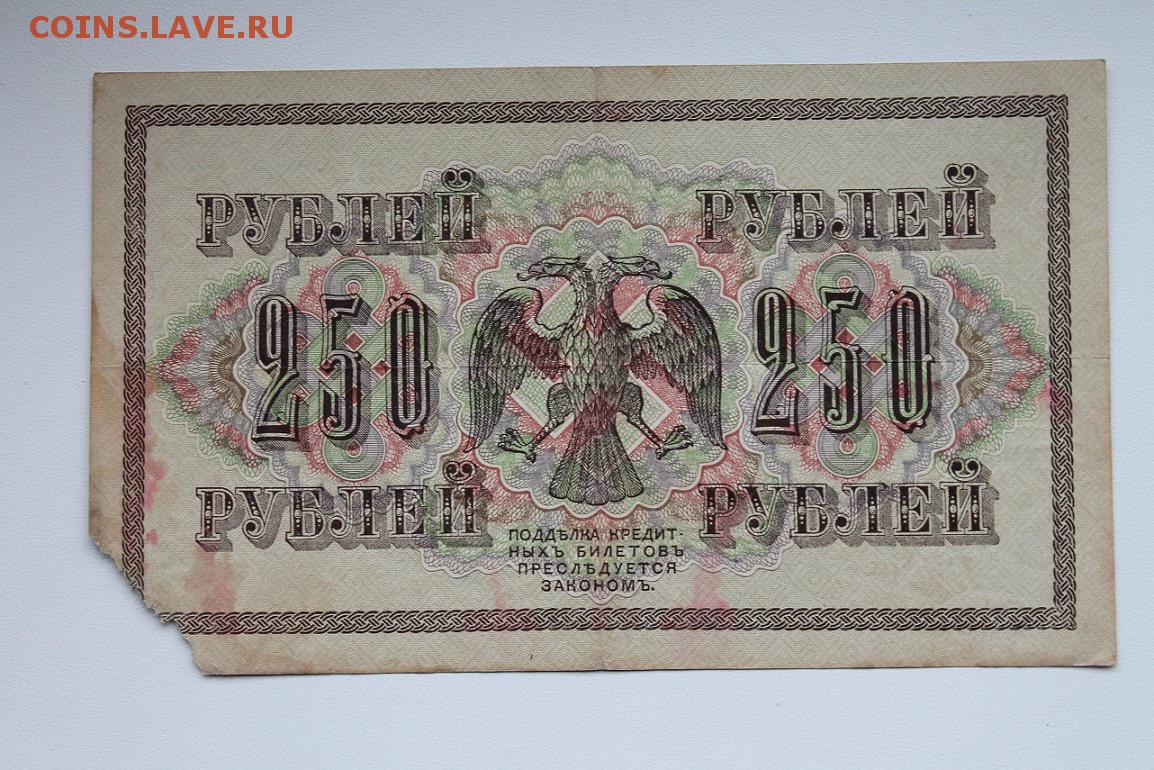 COINS.LAVE.RU
РУБЛЕЙ РУБЛЕЙ
250 250
РУБЛЕЙ РУБЛЕЙ
ПОДДѢЛКА КРЕДИТ-
НЫХЪ БИЛЕТОВЪ
ПРЕСЛѢДУЕТСЯ
ЗАКОНОМЪ.